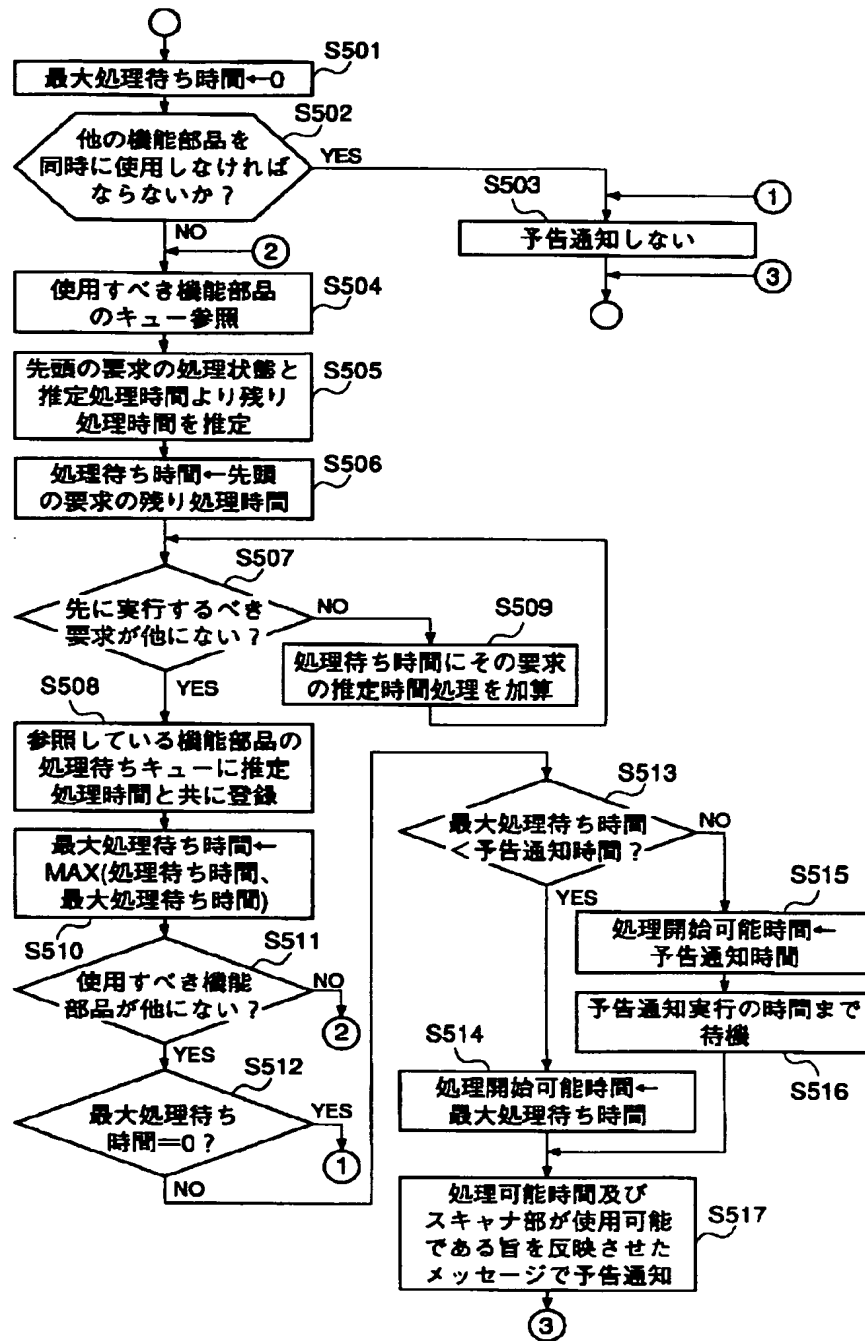 S501
最大処理待ち時間←0
S502
他の機能部品を
同時に使用しなければ
ならないか?
YES
NO
S503
①
予告通知しない
③
②
使用すべき機能部品
のキュー参照
S504
先頭の要求の処理状態と
推定処理時間より残り
処理時間を推定
S505
処理待ち時間←先頭
の要求の残り処理時間
S506
S507
先に実行するべき
要求が他にない?
NO
YES
S509
処理待ち時間にその要求
の推定時間処理を加算
S508
参照している機能部品の
処理待ちキューに推定
処理時間と共に登録
最大処理待ち時間←
MAX(処理待ち時間、
最大処理待ち時間)
S510
S511
使用すべき機能
部品が他にない?
NO
②
YES
S512
最大処理待ち
時間==0?
YES
①
NO
S513
最大処理待ち時間
<予告通知時間?
NO
YES
S515
処理開始可能時間←
予告通知時間
予告通知実行の時間まで
待機
S516
S514
処理開始可能時間←
最大処理待ち時間
処理可能時間及び
スキャナ部が使用可能
である旨を反映させた
メッセージで予告通知
S517
③